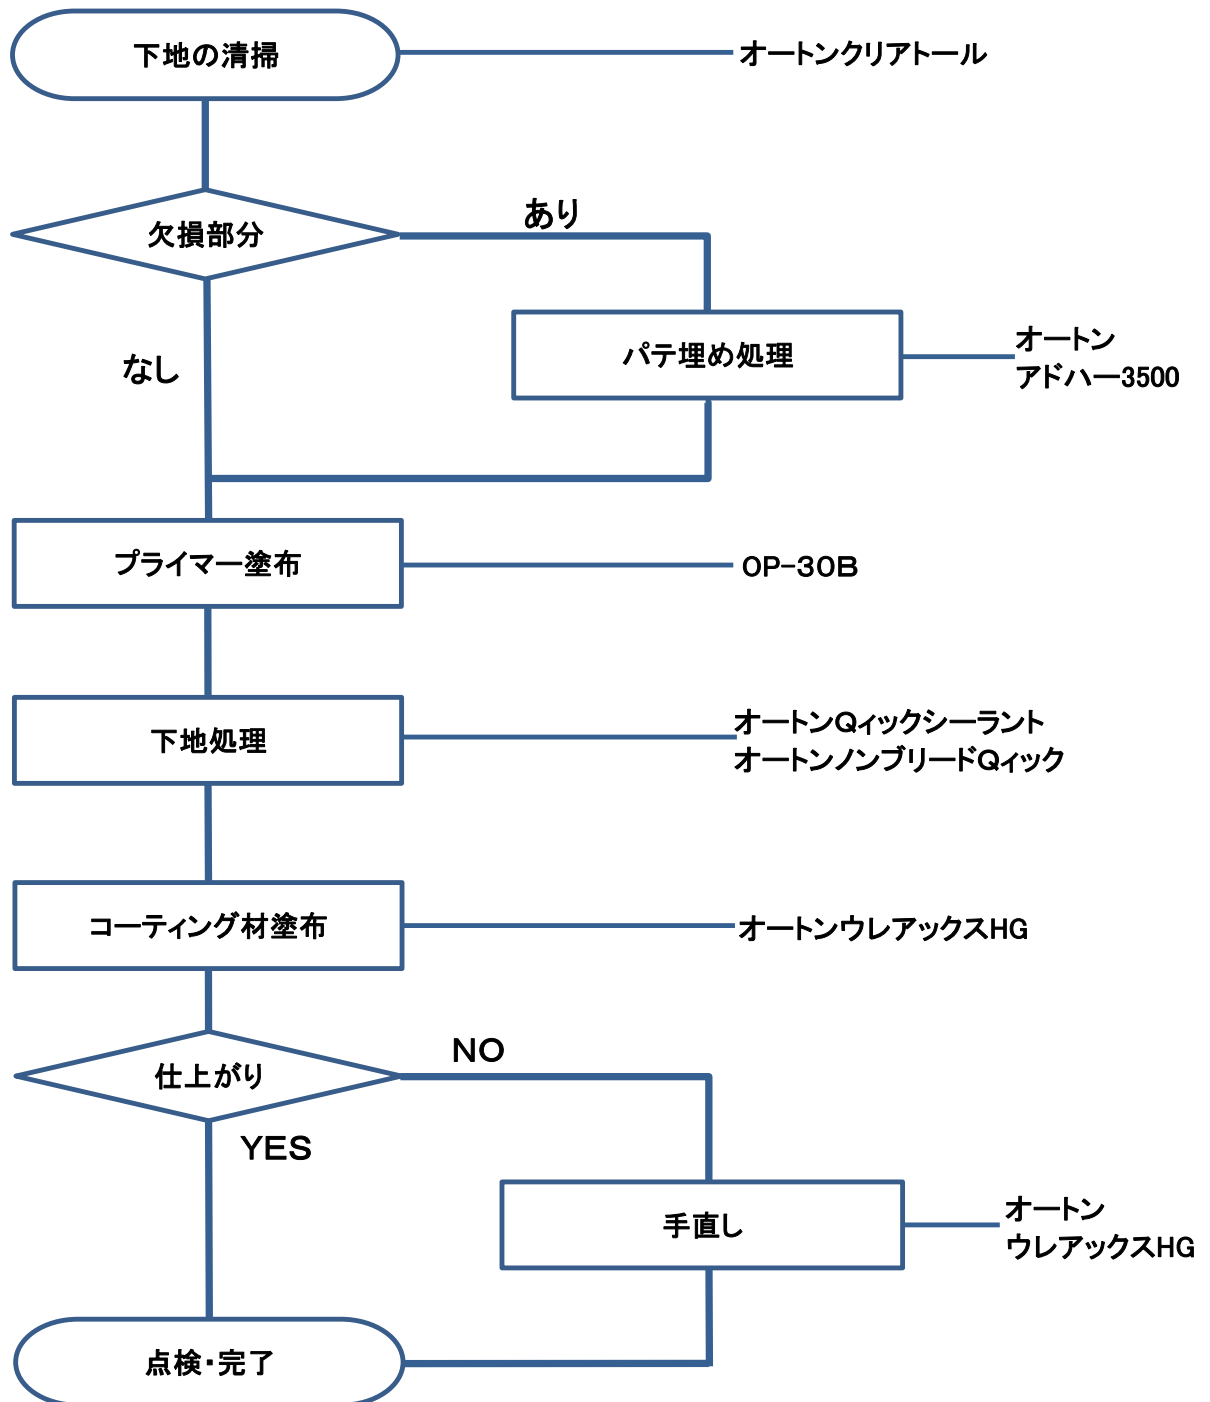 下地の清掃
オートンクリアトール
欠損部分
あり
なし
パテ埋め処理
オートン
アドハー3500
プライマー塗布
OP-30B
下地処理
オートンQィックシーラント
オートンノンブリードQィック
コーティング材塗布
オートンウレアックスHG
仕上がり
NO
YES
手直し
オートン
ウレアックスHG
点検・完了